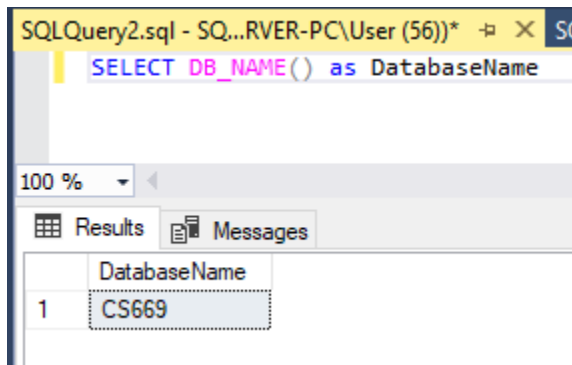 SQLQuery2.sql - SQ...RVER-PC\User (56))*
SELECT DB_NAME() as DatabaseName
100 %
Results Messages
DatabaseName
1 CS669